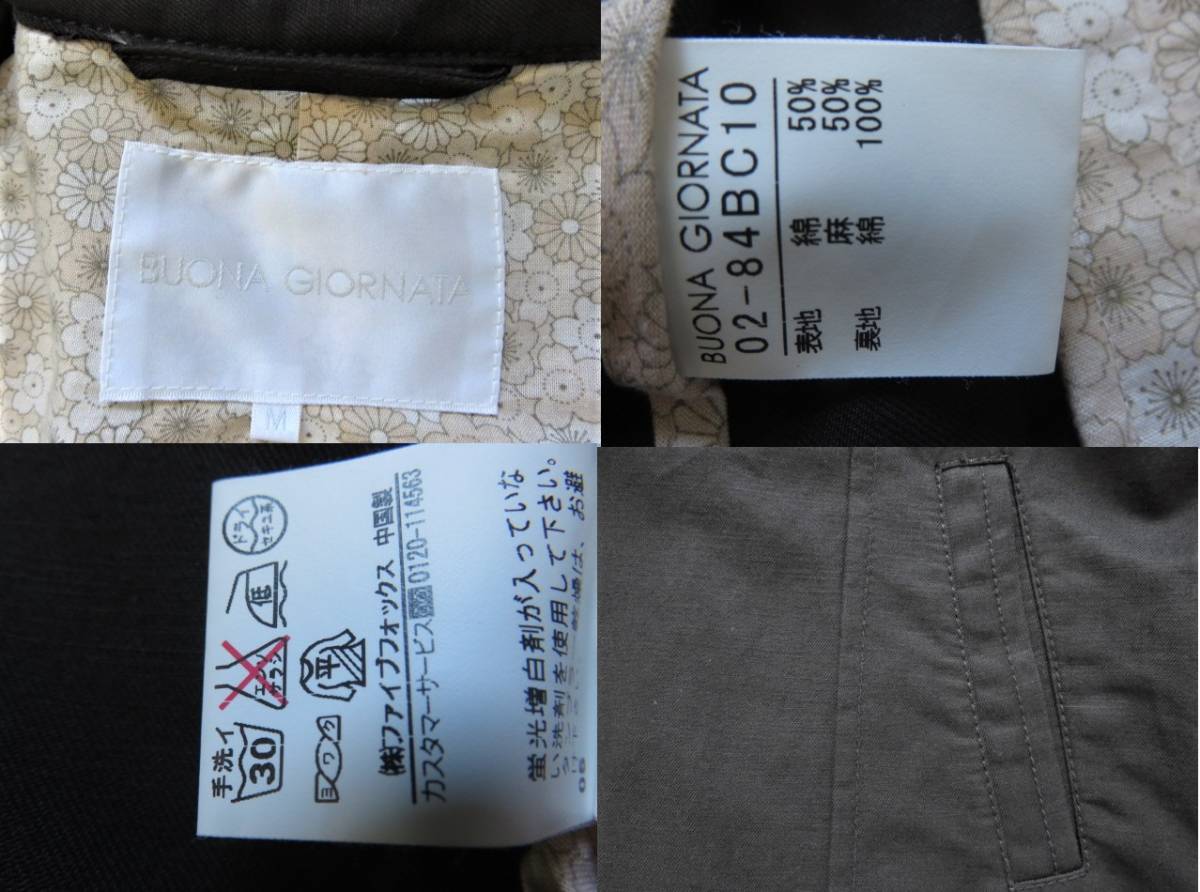 BUONA GIORNATA
M
BUONA GIORNATA
02-84BC10
表地 綿 50%
麻 50%
裏地 綿 100%
手洗イ
30
エンソ
サラシ
低
ドライ
セキユ系
ヨワク
平
㈱ファイブフォックス 中国製
カスタマーサービス 0120-114563
蛍光増白剤が入っていな
い洗剤を使用して下さい。
お避